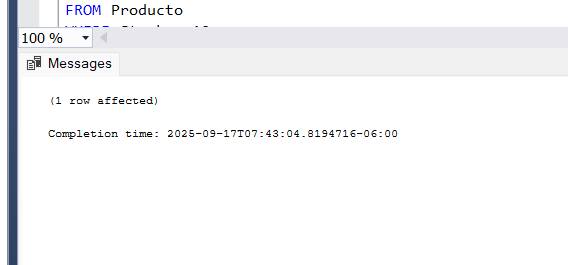 FROM Producto
100 %
Messages
(1 row affected)
Completion time: 2025-09-17T07:43:04.8194716-06:00